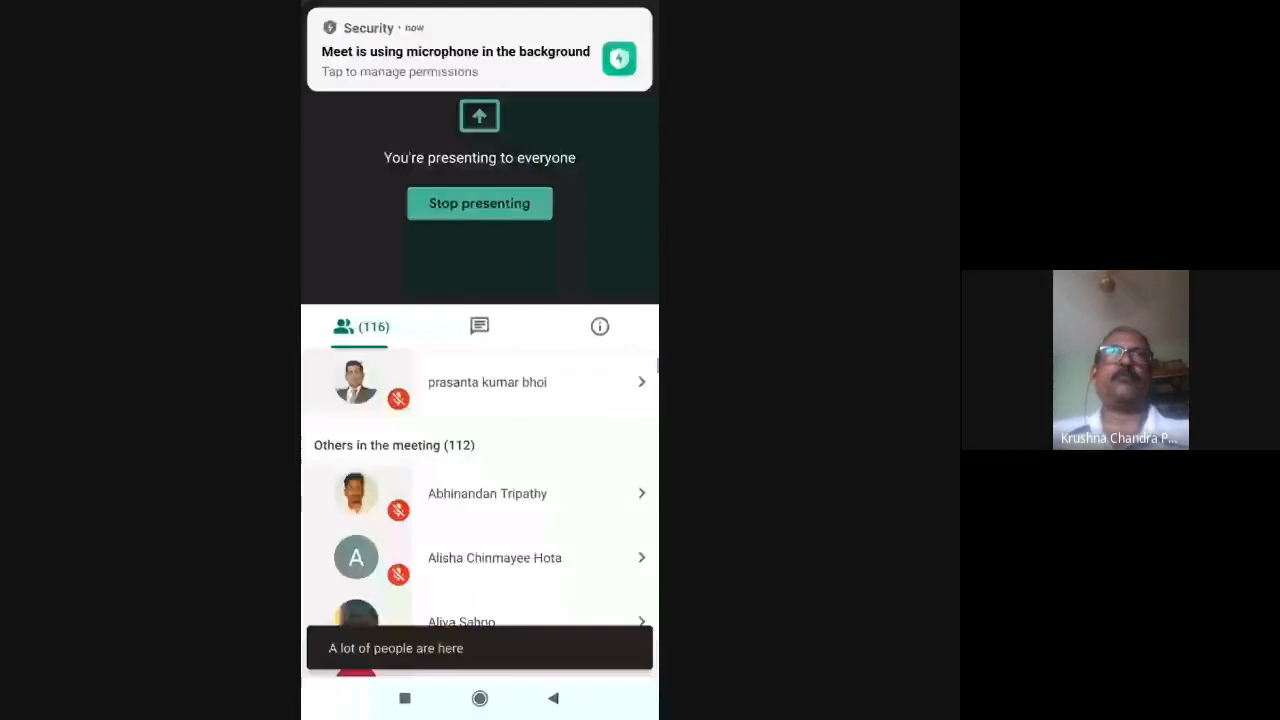 Security • now
Meet is using microphone in the background
Tap to manage permissions
You're presenting to everyone
Stop presenting
(116)
prasanta kumar bhoi
Others in the meeting (112)
Abhinandan Tripathy
A
Alisha Chinmayee Hota
Aliva Sahoo
A lot of people are here
Krushna Chandra P...